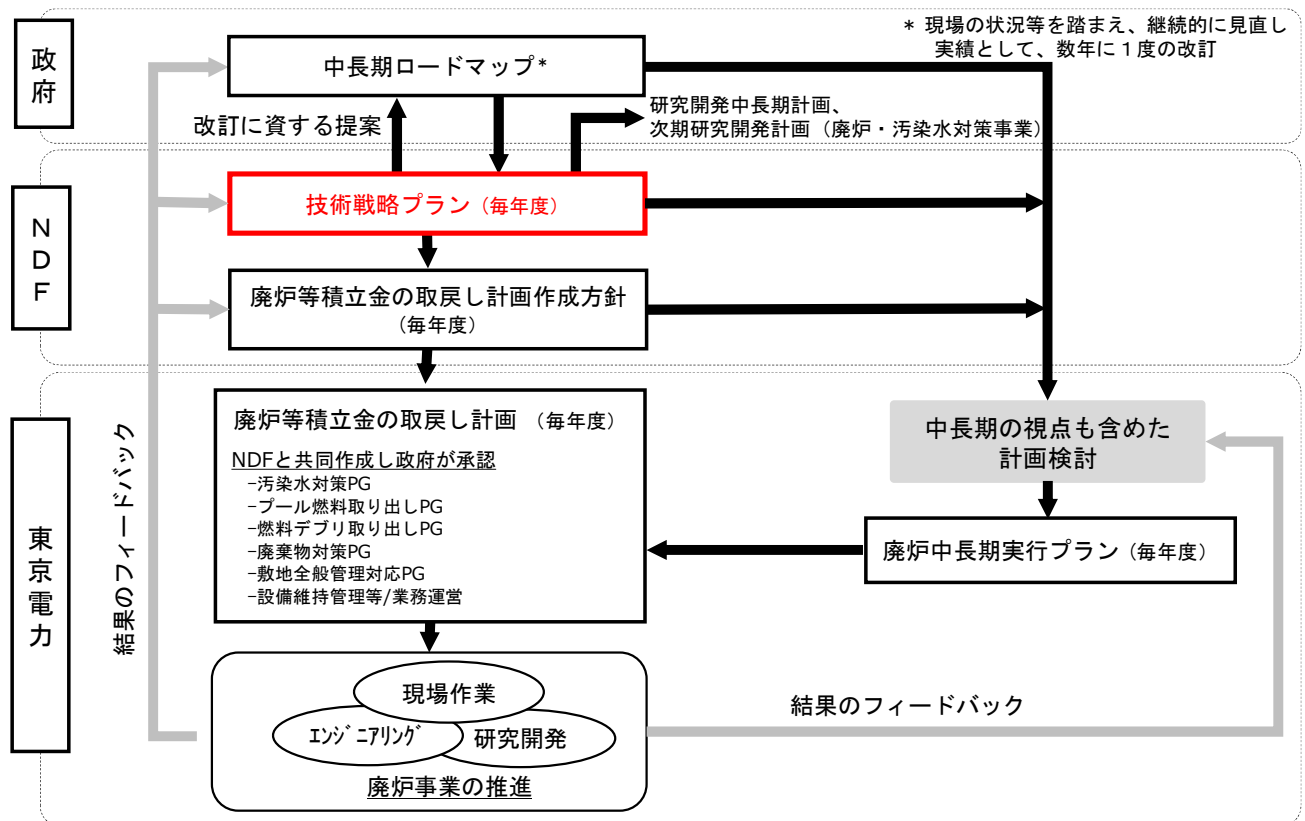 政府
* 現場の状況等を踏まえ、継続的に見直し
実績として、数年に１度の改訂
中長期ロードマップ*
改訂に資する提案
研究開発中長期計画、
次期研究開発計画（廃炉・汚染水対策事業）
ＮＤＦ
技術戦略プラン（毎年度）
廃炉等積立金の取戻し計画作成方針
（毎年度）
東京電力
結果のフィードバック
廃炉等積立金の取戻し計画 （毎年度）
NDFと共同作成し政府が承認
-汚染水対策PG
-プール燃料取り出しPG
-燃料デブリ取り出しPG
-廃棄物対策PG
-敷地全般管理対応PG
-設備維持管理等/業務運営
中長期の視点も含めた
計画検討
廃炉中長期実行プラン（毎年度）
現場作業
ｴﾝｼﾞﾆｱﾘﾝｸﾞ
研究開発
廃炉事業の推進
結果のフィードバック